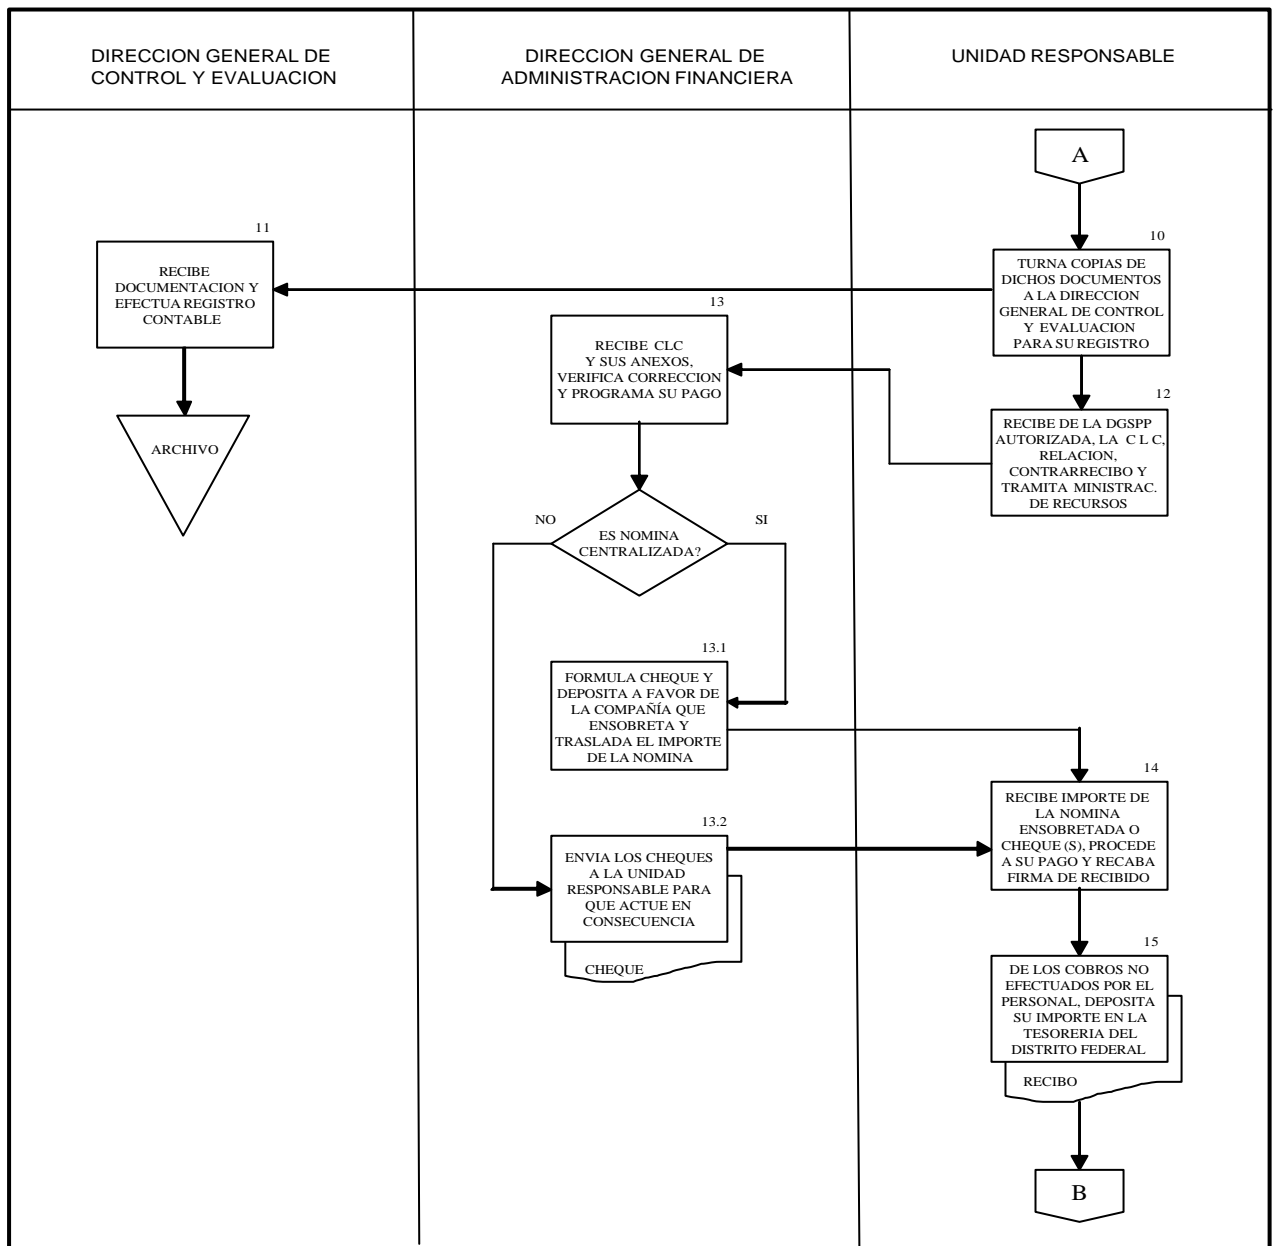 DIRECCION GENERAL DE
CONTROL Y EVALUACION
DIRECCION GENERAL DE
ADMINISTRACION FINANCIERA
UNIDAD RESPONSABLE
A
10
TURNA COPIAS DE
DICHOS DOCUMENTOS
A LA DIRECCION
GENERAL DE CONTROL
Y EVALUACION
PARA SU REGISTRO
11
RECIBE
DOCUMENTACION Y
EFECTUA REGISTRO
CONTABLE
ARCHIVO
12
RECIBE DE LA DGSPP
AUTORIZADA, LA C L C,
RELACION,
CONTRARRECIBO Y
TRAMITA MINISTRAC.
DE RECURSOS
13
RECIBE CLC
Y SUS ANEXOS,
VERIFICA CORRECCION
Y PROGRAMA SU PAGO
NO
SI
ES NOMINA
CENTRALIZADA?
13.1
FORMULA CHEQUE Y
DEPOSITA A FAVOR DE
LA COMPAÑÍA QUE
ENSOBRETA Y
TRASLADA EL IMPORTE
DE LA NOMINA
13.2
ENVIA LOS CHEQUES
A LA UNIDAD
RESPONSABLE PARA
QUE ACTUE EN
CONSECUENCIA
CHEQUE
14
RECIBE IMPORTE DE
LA NOMINA
ENSOBRETADA O
CHEQUE (S), PROCEDE
A SU PAGO Y RECABA
FIRMA DE RECIBIDO
15
DE LOS COBROS NO
EFECTUADOS POR EL
PERSONAL, DEPOSITA
SU IMPORTE EN LA
TESORERIA DEL
DISTRITO FEDERAL
RECIBO
B